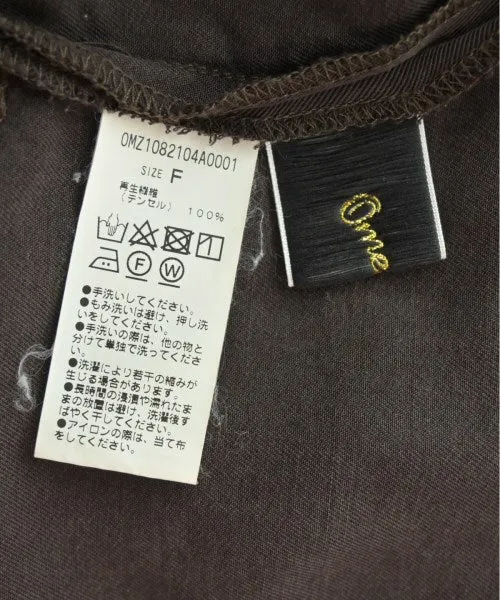 OMZ1082104A0001
SIZE F
再生繊維
(テンセル) 100%
F W
●手洗いしてください。
●もみ洗いは避け、押し洗
いをしてください。
●手洗いの際は、他の物と
分けて単独で洗ってくださ
い。
●洗濯により若干の縮みが
生じる場合があります。
●長時間の浸漬や濡れたま
まの放置は避け、洗濯後す
ばやく干してください。
●アイロンの際は、当て布
をしてください。
Ome